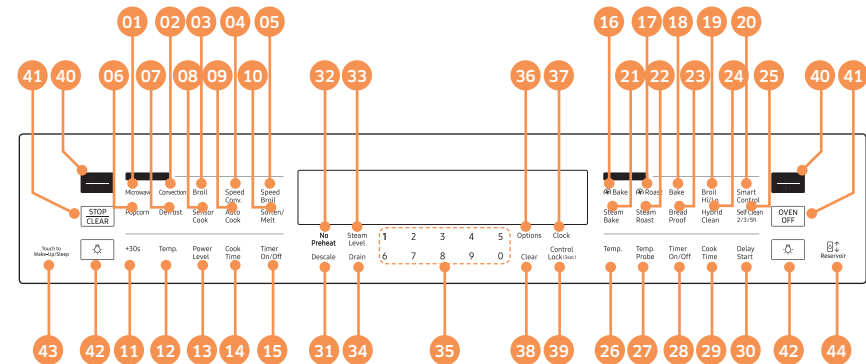 01 02 03 04 05 16 17 18 19 20
41 40 06 07 08 09 10 32 33 36 37 21 22 23 24 25 40 41
Microwave Convection Broil Speed Conv. Speed Broil
STOP CLEAR
Popcorn Defrost Sensor Cook Auto Cook Soften/ Melt
Touch to Wake-Up/Sleep
+30s Temp. Power Level Cook Time Timer On/Off
No Preheat Steam Level
1 2 3 4 5
Options Clock
Descale Drain
6 7 8 9 0
Clear Control Lock(3sec)
Bake Roast Bake Broil Hi/Lo Smart Control
Steam Bake Steam Roast Bread Proof Hybrid Clean Self Clean 2/3/5h
OVEN OFF
Temp. Temp. Probe Timer On/Off Cook Time Delay Start
Reservoir
43 42 11 12 13 14 15 31 34 35 38 39 26 27 28 29 30 42 44